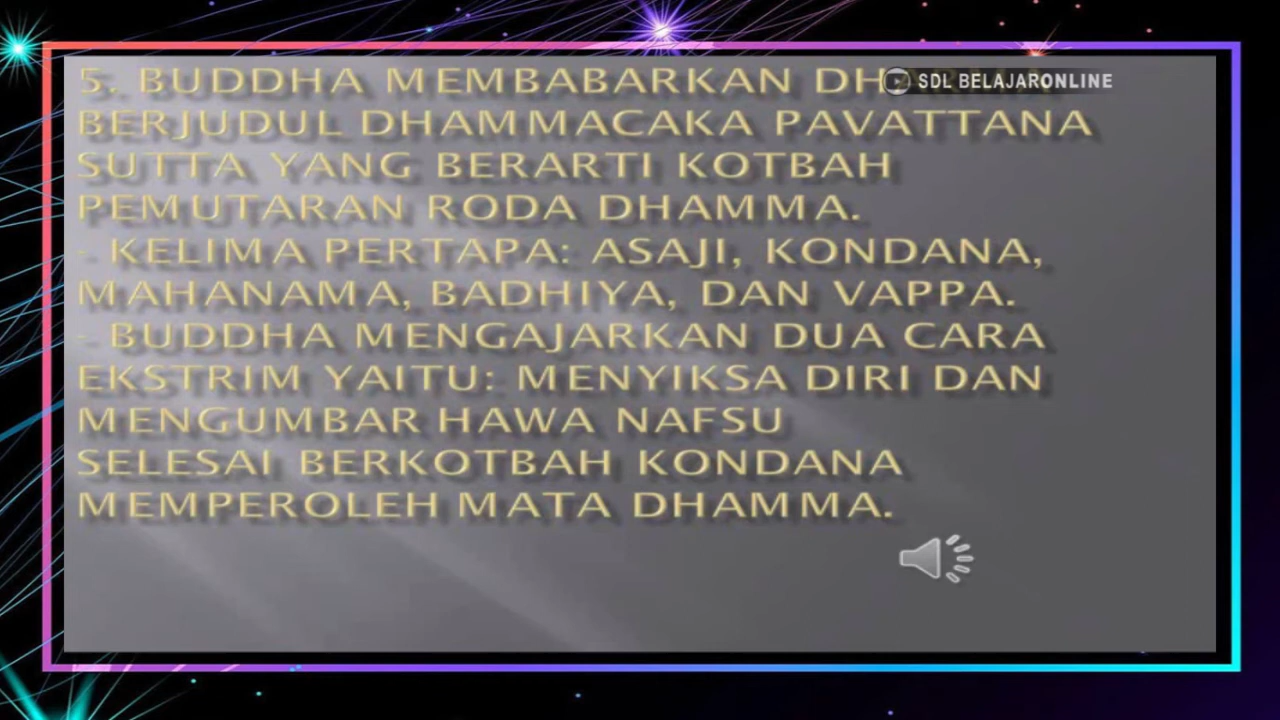 5. BUDDHA MEMBABARKAN
SDL BELAJARONLINE
BERJUDUL DHAMMACAKA PAVATTANA
SUTTA YANG BERARTI KOTBAH
PEMUTARAN RODA DHAMMA.
- KELIMA PERTAPA: ASAJI, KONDANA,
MAHANAMA, BADHIYA, DAN VAPPA.
- BUDDHA MENGAJARKAN DUA CARA
EKSTRIM YAITU: MENYIKSA DIRI DAN
MENGUMBAR HAWA NAFSU
SELESAI BERKOTBAH KONDANA
MEMPEROLEH MATA DHAMMA.